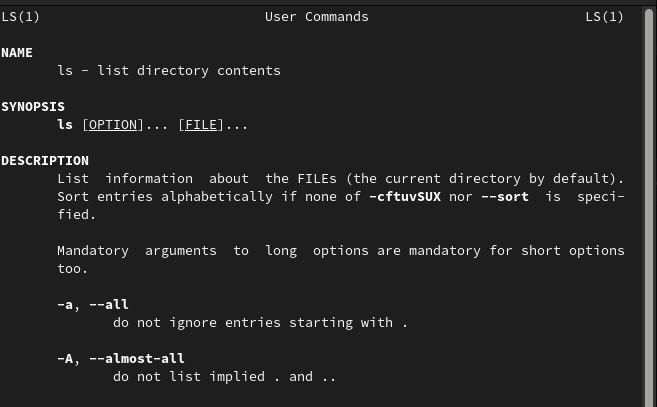 LS(1) User Commands LS(1)
NAME
ls - list directory contents
SYNOPSIS
ls [OPTION]... [FILE]...
DESCRIPTION
List information about the FILEs (the current directory by default).
Sort entries alphabetically if none of -cftuvSUX nor --sort is speci-
fied.
Mandatory arguments to long options are mandatory for short options
too.
-a, --all
do not ignore entries starting with .
-A, --almost-all
do not list implied . and ..